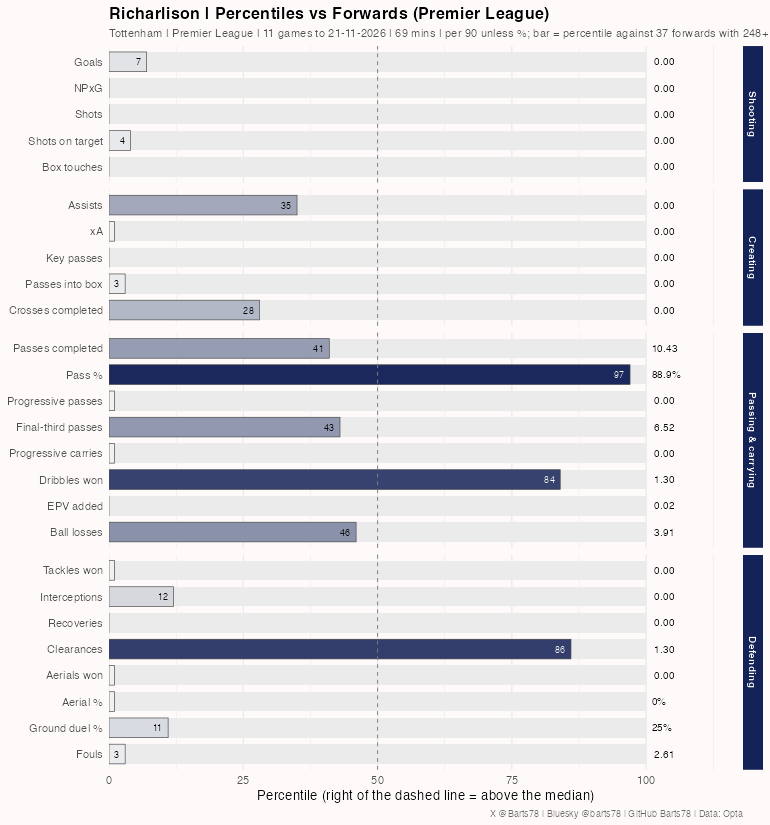 Richarlison | Percentiles vs Forwards (Premier League)
Tottenham | Premier League | 11 games to 21-11-2026 | 69 mins | per 90 unless %; bar = percentile against 37 forwards with 248+
Goals 7 0.00
NPxG 0.00
Shots 0.00
Shots on target 4 0.00
Box touches 0.00
Shooting
Assists 35 0.00
xA 0.00
Key passes 0.00
Passes into box 3 0.00
Crosses completed 28 0.00
Creating
Passes completed 41 10.43
Pass % 97 88.9%
Progressive passes 0.00
Final-third passes 43 6.52
Progressive carries 0.00
Dribbles won 84 1.30
EPV added 0.02
Ball losses 46 3.91
Passing & carrying
Tackles won 0.00
Interceptions 12 0.00
Recoveries 0.00
Clearances 86 1.30
Aerials won 0.00
Aerial % 0%
Ground duel % 11 25%
Fouls 3 2.61
Defending
0 25 50 75 100
Percentile (right of the dashed line = above the median)
X @Barts78 | Bluesky @barts78 | GitHub Barts78 | Data: Opta